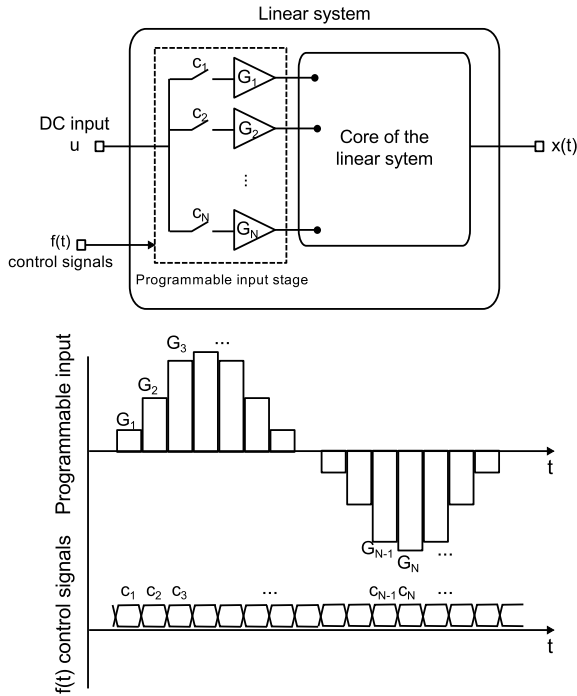 Linear system
c1
G1
DC input
u
c2
G2
Core of the
linear sytem
x(t)
⋮
cN
GN
f(t)
control signals
Programmable input stage
Programmable input
G1
G2
G3
...
t
GN-1
GN
...
f(t) control signals
c1 c2 c3 ... cN-1 cN ...
t